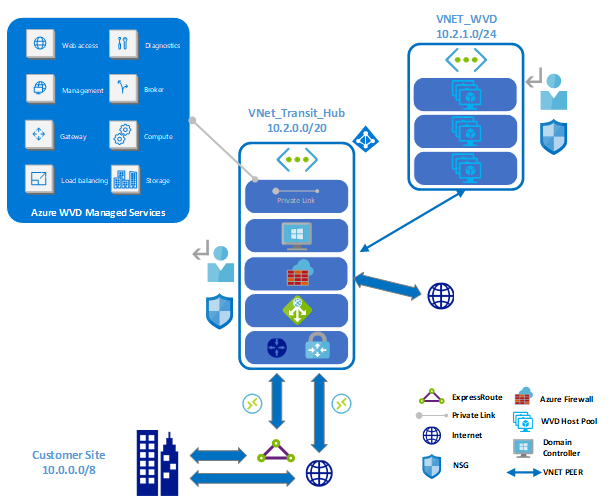 Web access
Diagnostics
Management
Broker
Gateway
Compute
Load balancing
Storage
Azure WVD Managed Services
VNet_Transit_Hub
10.2.0.0/20
Private Link
VNET_WVD
10.2.1.0/24
Customer Site
10.0.0.0/8
ExpressRoute
Azure Firewall
Private Link
WVD Host Pool
Internet
Domain
Controller
NSG
VNET PEER